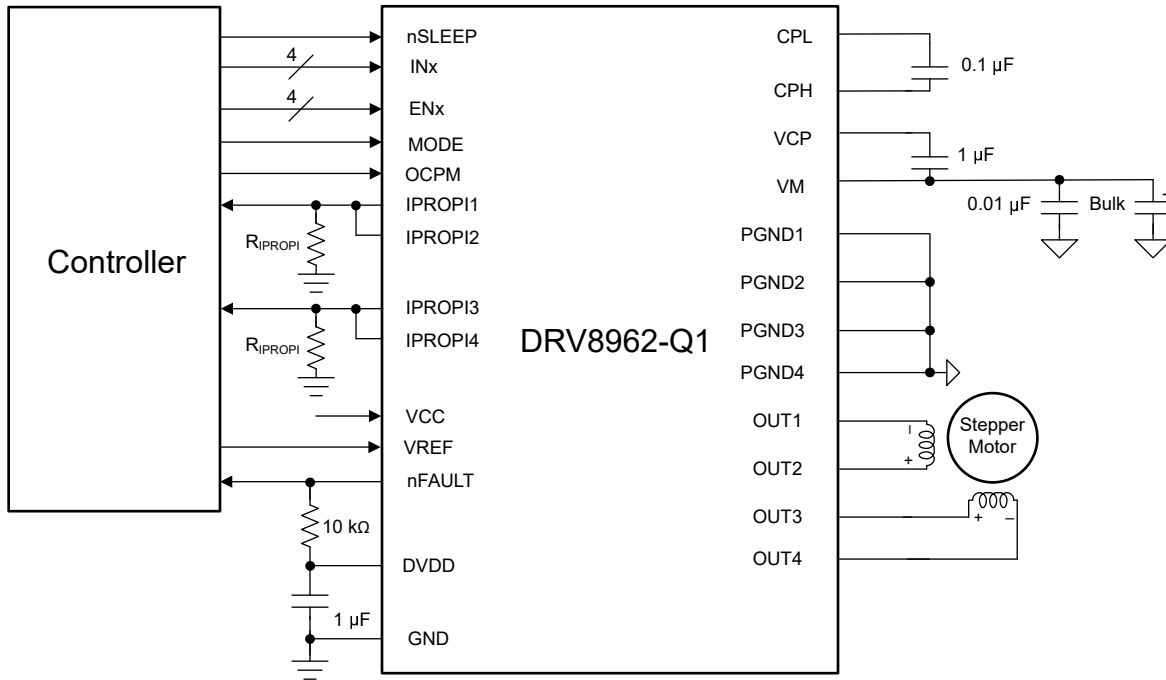 Controller
4
4
nSLEEP
INx
ENx
MODE
OCPM
IPROPI1
IPROPI2
RIPROPI
IPROPI3
IPROPI4
RIPROPI
VCC
VREF
nFAULT
10 kΩ
DVDD
1 µF
GND
DRV8962-Q1
CPL
CPH
0.1 µF
VCP
1 µF
VM
0.01 µF
Bulk
+
PGND1
PGND2
PGND3
PGND4
OUT1
OUT2
OUT3
OUT4
–
+
Stepper
Motor
+
–